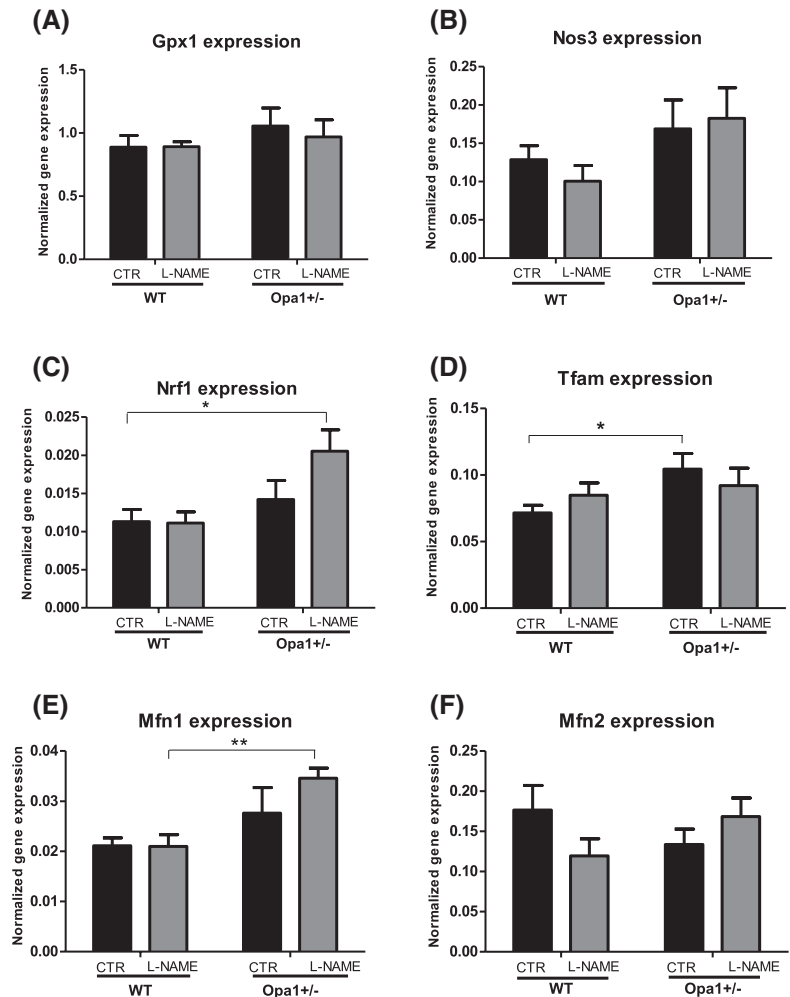 (A)
Gpx1 expression
Normalized gene expression
1.5
1.0
0.5
0.0
CTR L-NAME CTR L-NAME
WT Opa1+/-
(B)
Nos3 expression
Normalized gene expression
0.25
0.20
0.15
0.10
0.05
0.00
CTR L-NAME CTR L-NAME
WT Opa1+/-
(C)
Nrf1 expression
*
Normalized gene expression
0.025
0.020
0.015
0.010
0.005
0.000
CTR L-NAME CTR L-NAME
WT Opa1+/-
(D)
Tfam expression
*
Normalized gene expression
0.15
0.10
0.05
0.00
CTR L-NAME CTR L-NAME
WT Opa1+/-
(E)
Mfn1 expression
**
Normalized gene expression
0.04
0.03
0.02
0.01
0.00
CTR L-NAME CTR L-NAME
WT Opa1+/-
(F)
Mfn2 expression
Normalized gene expression
0.25
0.20
0.15
0.10
0.05
0.00
CTR L-NAME CTR L-NAME
WT Opa1+/-